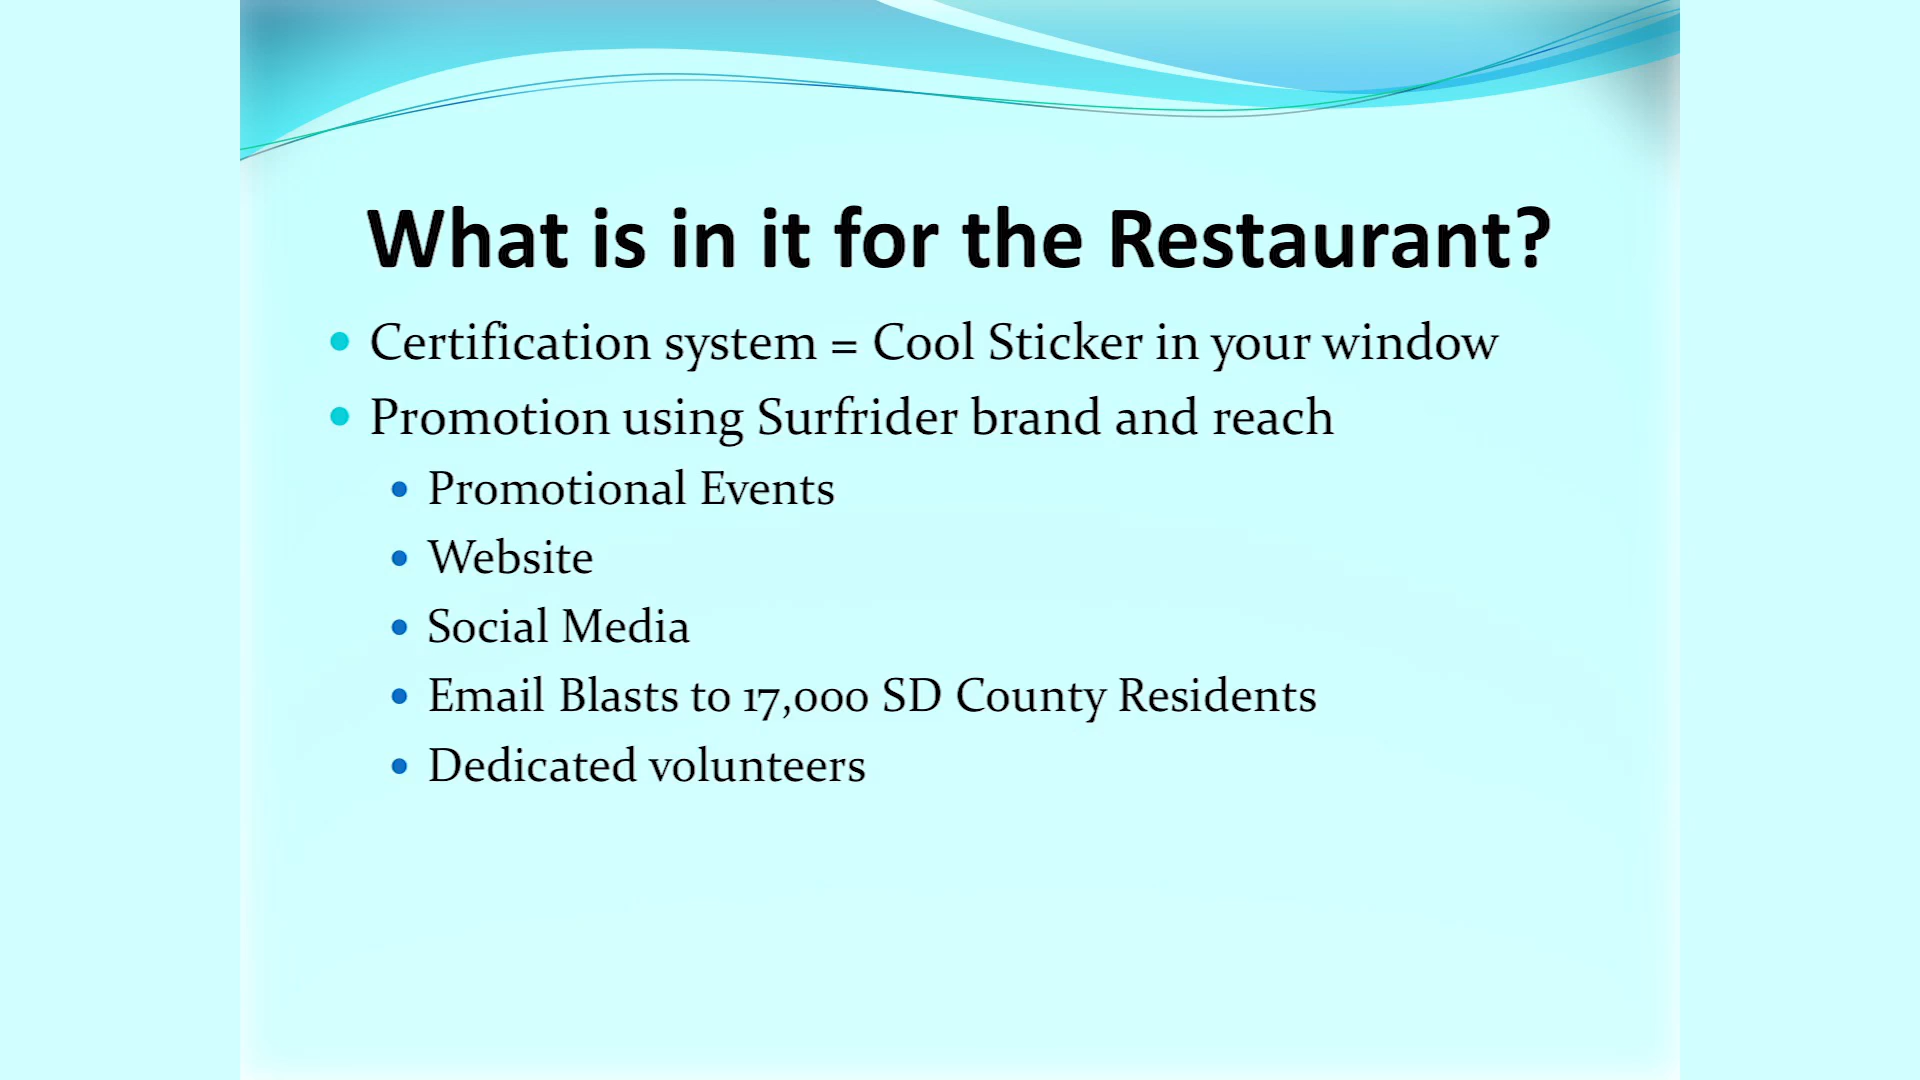 What is in it for the Restaurant?
Certification system = Cool Sticker in your window
Promotion using Surfrider brand and reach
Promotional Events
Website
Social Media
Email Blasts to 17,000 SD County Residents
Dedicated volunteers